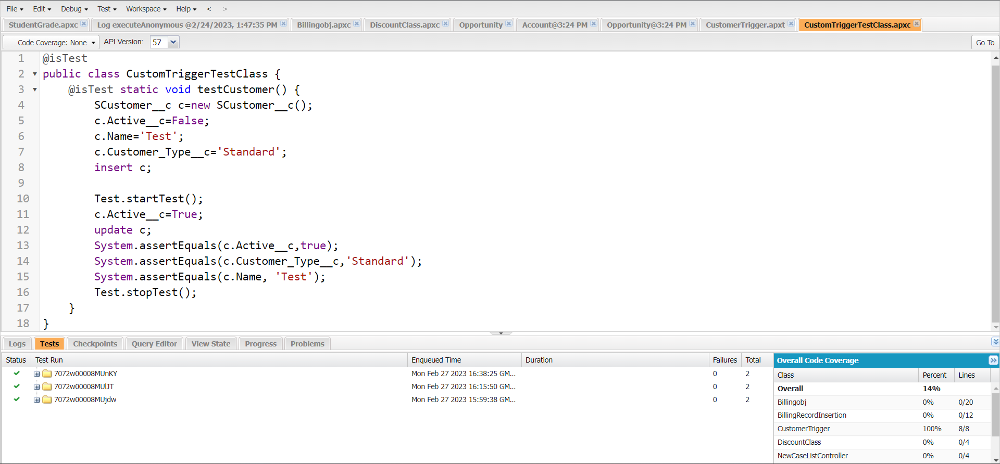 File Edit Debug Test Workspace Help < >
StudentGrade.apxc Log executeAnonymous @2/24/2023, 1:47:35 PM Billingobj.apxc DiscountClass.apxc Opportunity Account@3:24 PM Opportunity@3:24 PM CustomerTrigger.apxt CustomTriggerTestClass.apxc
Code Coverage: None API Version: 57 Go To
1 @isTest
2 public class CustomTriggerTestClass {
3 @isTest static void testCustomer() {
4 SCustomer__c c=new SCustomer__c();
5 c.Active__c=False;
6 c.Name='Test';
7 c.Customer_Type__c='Standard';
8 insert c;
9
10 Test.startTest();
11 c.Active__c=True;
12 update c;
13 System.assertEquals(c.Active__c,true);
14 System.assertEquals(c.Customer_Type__c,'Standard');
15 System.assertEquals(c.Name, 'Test');
16 Test.stopTest();
17 }
18 }
Logs Tests Checkpoints Query Editor View State Progress Problems
Status Test Run Enqueued Time Duration Failures Total
7072w00008MUnKY Mon Feb 27 2023 16:38:25 GM... 0 2
7072w00008MUlJT Mon Feb 27 2023 16:15:50 GM... 0 2
7072w00008MUjdw Mon Feb 27 2023 15:59:38 GM... 0 2
Overall Code Coverage
Class Percent Lines
Overall 14%
Billingobj 0% 0/20
BillingRecordInsertion 0% 0/12
CustomerTrigger 100% 8/8
DiscountClass 0% 0/4
NewCaseListController 0% 0/4